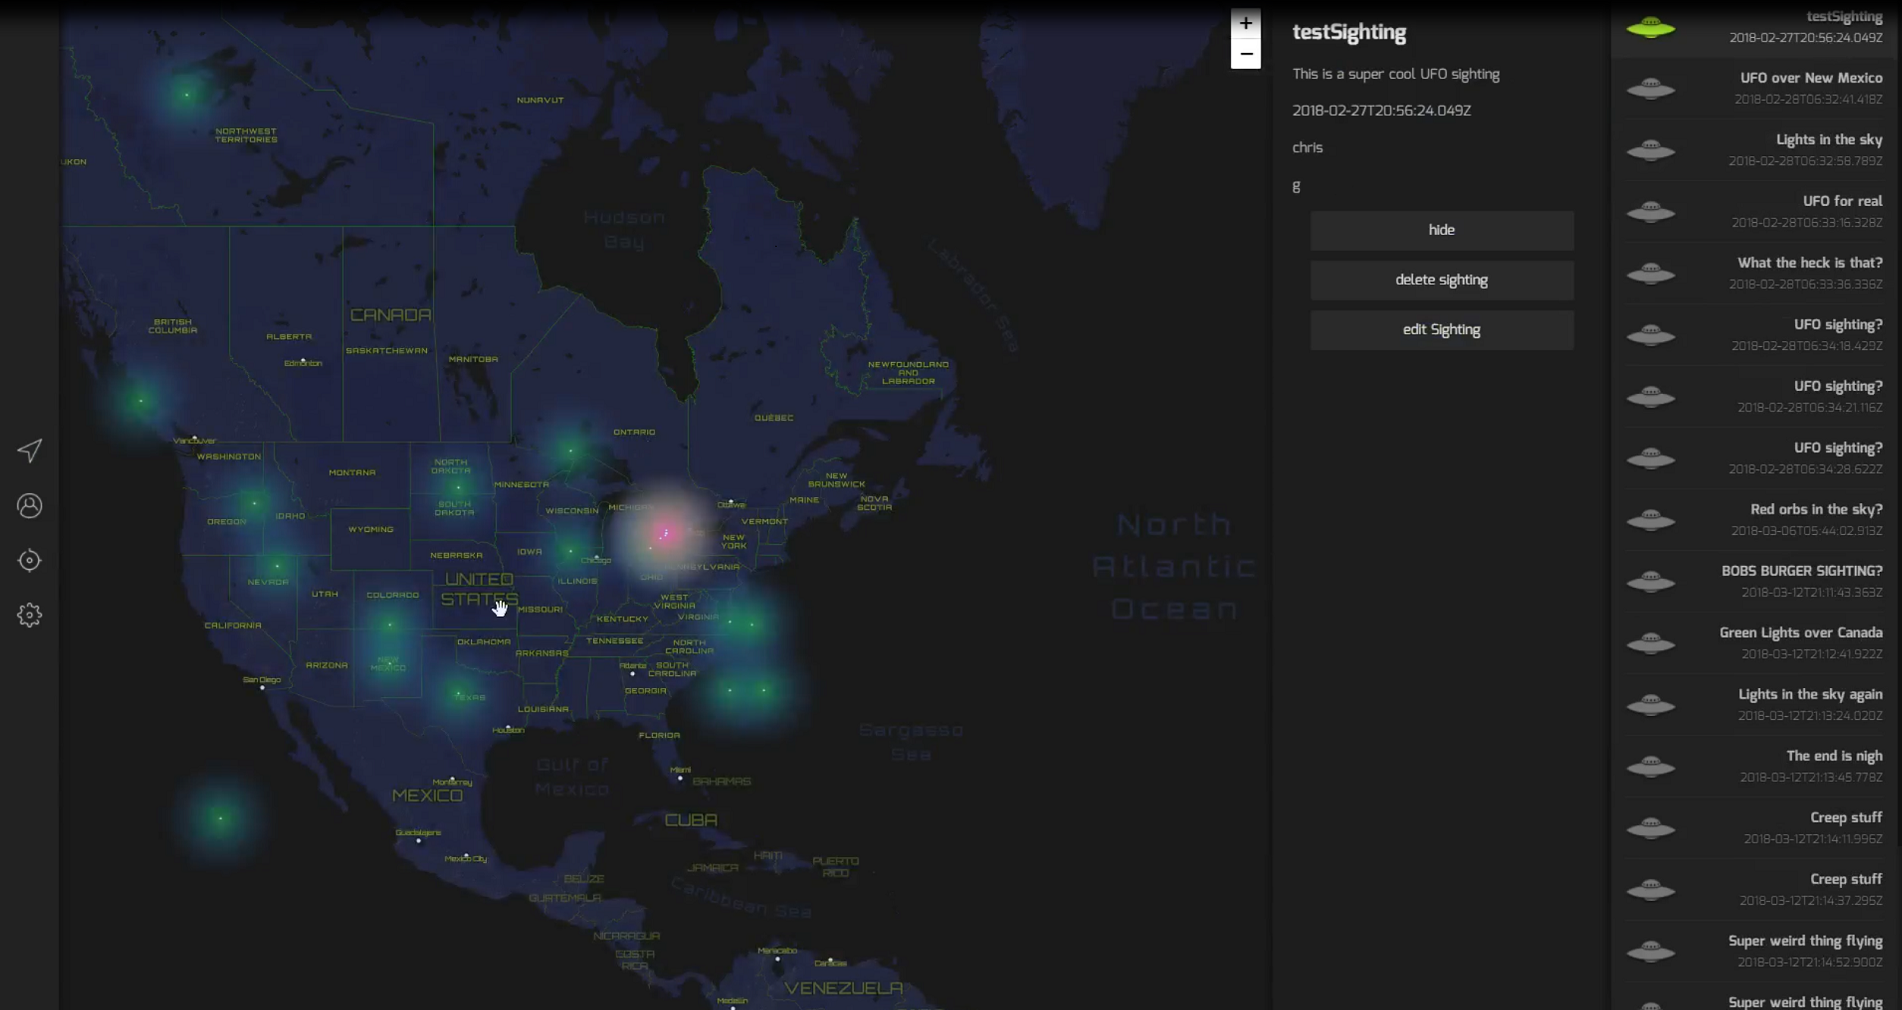 NUNAVUT
NORTHWEST
TERRITORIES
UKON
Hudson
Bay
Labrador Sea
CANADA
BRITISH
COLUMBIA
ALBERTA
SASKATCHEWAN
MANITOBA
Edmonton
NEWFOUNDLAND
AND
LABRADOR
QUÉBEC
ONTARIO
Vancouver
WASHINGTON
MONTANA
NORTH
DAKOTA
MINNESOTA
NEW
BRUNSWICK
NOVA
SCOTIA
MAINE
Ottawa
SOUTH
DAKOTA
WISCONSIN
MICHIGAN
VERMONT
OREGON
IDAHO
WYOMING
NEW
YORK
NEBRASKA
IOWA
Chicago
PENNSYLVANIA
OHIO
NEVADA
UTAH
COLORADO
UNITED
STATES
ILLINOIS
MISSOURI
WEST
VIRGINIA
VIRGINIA
CALIFORNIA
KENTUCKY
OKLAHOMA
TENNESSEE
NORTH
CAROLINA
ARKANSAS
ARIZONA
NEW
MEXICO
Atlanta
SOUTH
CAROLINA
San Diego
GEORGIA
TEXAS
LOUISIANA
Houston
FLORIDA
North
Atlantic
Ocean
Sargasso
Sea
Gulf of
Mexico
Miami
BAHAMAS
Monterrey
MEXICO
CUBA
Guadalajara
Mexico City
HAITI
JAMAICA
PUERTO
RICO
BELIZE
GUATEMALA
Caribbean Sea
NICARAGUA
COSTA
RICA
Maracaibo
Caracas
VENEZUELA
Medellín
+
−
testSighting
This is a super cool UFO sighting
2018-02-27T20:56:24.049Z
chris
g
hide
delete sighting
edit Sighting
testSighting
2018-02-27T20:56:24.049Z
UFO over New Mexico
2018-02-28T06:32:41.418Z
Lights in the sky
2018-02-28T06:32:58.789Z
UFO for real
2018-02-28T06:33:16.328Z
What the heck is that?
2018-02-28T06:33:36.336Z
UFO sighting?
2018-02-28T06:34:18.429Z
UFO sighting?
2018-02-28T06:34:21.116Z
UFO sighting?
2018-02-28T06:34:28.622Z
Red orbs in the sky?
2018-03-06T05:44:02.913Z
BOBS BURGER SIGHTING?
2018-03-12T21:11:43.363Z
Green Lights over Canada
2018-03-12T21:12:41.922Z
Lights in the sky again
2018-03-12T21:13:24.020Z
The end is nigh
2018-03-12T21:13:45.778Z
Creep stuff
2018-03-12T21:14:11.996Z
Creep stuff
2018-03-12T21:14:37.295Z
Super weird thing flying
2018-03-12T21:14:52.900Z
Super weird thing flying